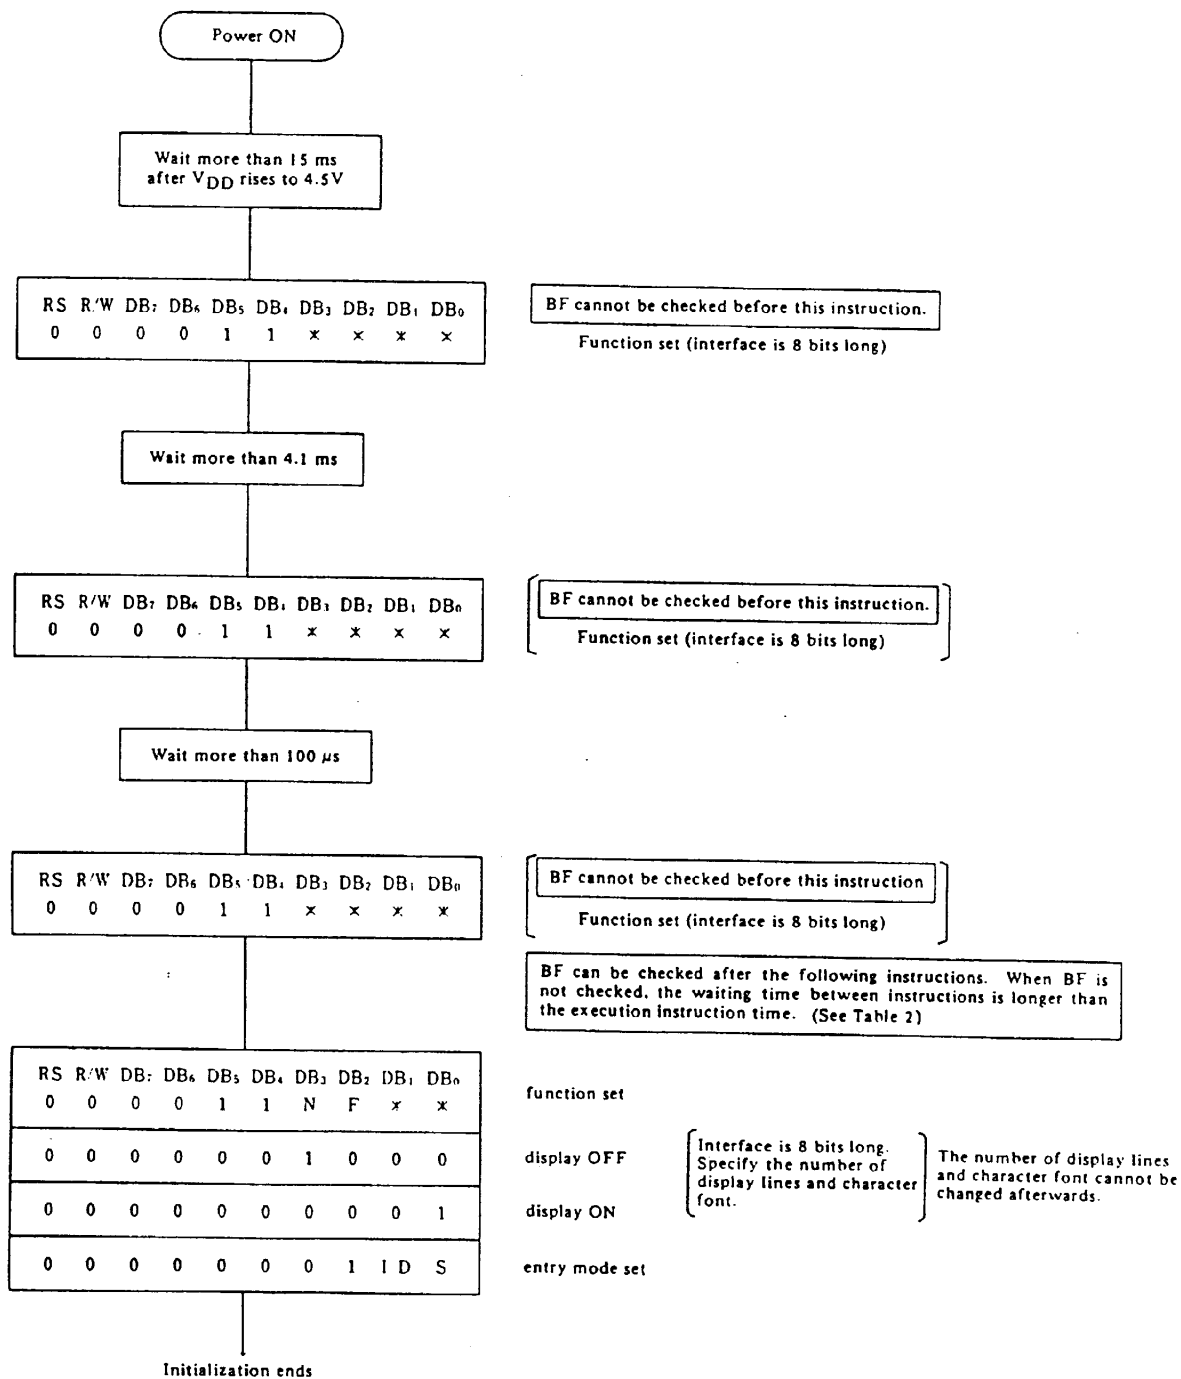 Power ON
Wait more than 15 ms
after VDD rises to 4.5V
RS R/W DB₇ DB₆ DB₅ DB₄ DB₃ DB₂ DB₁ DB₀
0 0 0 0 1 1 * * * *
BF cannot be checked before this instruction.
Function set (interface is 8 bits long)
Wait more than 4.1 ms
RS R/W DB₇ DB₆ DB₅ DB₄ DB₃ DB₂ DB₁ DB₀
0 0 0 0 1 1 * * * *
BF cannot be checked before this instruction.
Function set (interface is 8 bits long)
Wait more than 100 μs
RS R/W DB₇ DB₆ DB₅ DB₄ DB₃ DB₂ DB₁ DB₀
0 0 0 0 1 1 * * * *
BF cannot be checked before this instruction
Function set (interface is 8 bits long)
BF can be checked after the following instructions. When BF is
not checked, the waiting time between instructions is longer than
the execution instruction time. (See Table 2)
RS R/W DB₇ DB₆ DB₅ DB₄ DB₃ DB₂ DB₁ DB₀
0 0 0 0 1 1 N F * *
function set
0 0 0 0 0 0 1 0 0 0
display OFF
0 0 0 0 0 0 0 0 0 1
display ON
0 0 0 0 0 0 0 1 I D S
entry mode set
Interface is 8 bits long.
Specify the number of
display lines and character
font.
The number of display lines
and character font cannot be
changed afterwards.
Initialization ends